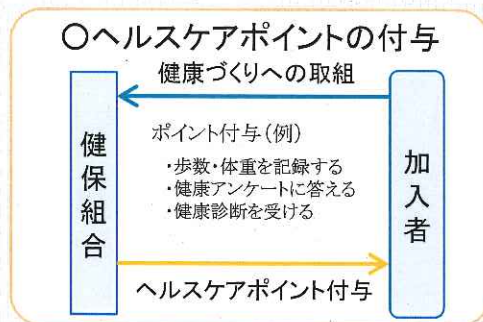 〇ヘルスケアポイントの付与
健康づくりへの取組
健保組合
ポイント付与(例)
・歩数・体重を記録する
・健康アンケートに答える
・健康診断を受ける
加入者
ヘルスケアポイント付与